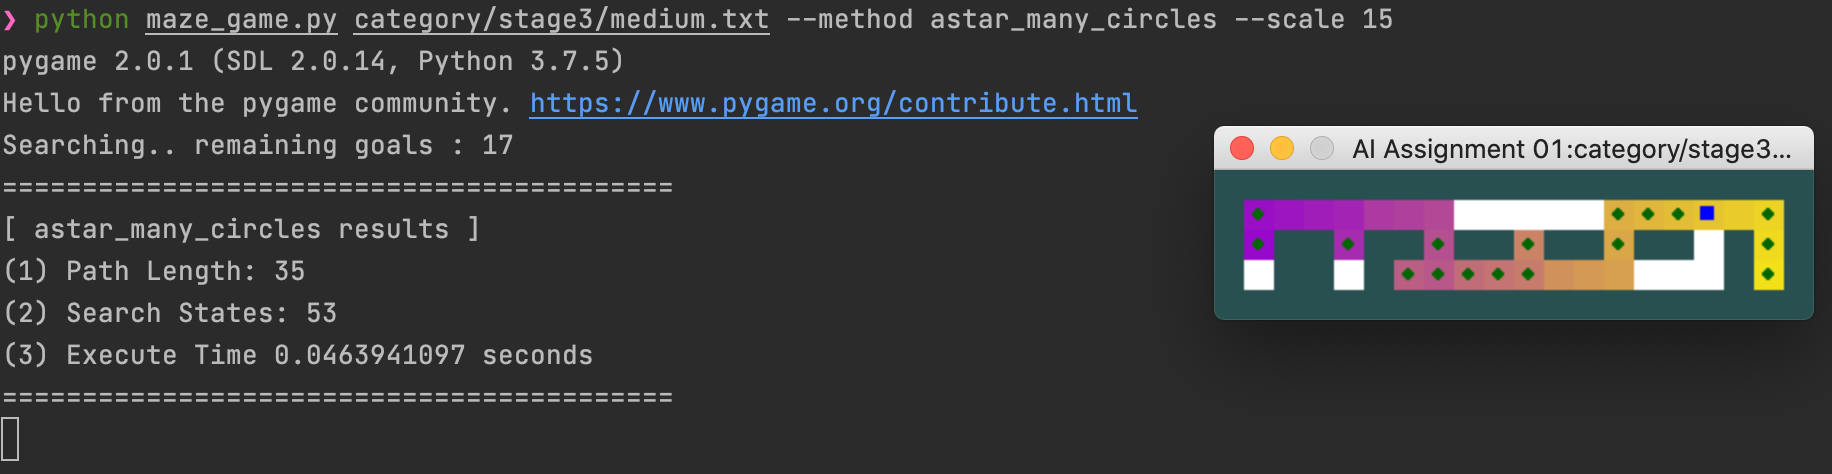 ❯ python maze_game.py category/stage3/medium.txt --method astar_many_circles --scale 15
pygame 2.0.1 (SDL 2.0.14, Python 3.7.5)
Hello from the pygame community. https://www.pygame.org/contribute.html
Searching.. remaining goals : 17
==========================================
[ astar_many_circles results ]
(1) Path Length: 35
(2) Search States: 53
(3) Execute Time 0.0463941097 seconds
==========================================
AI Assignment 01:category/stage3...